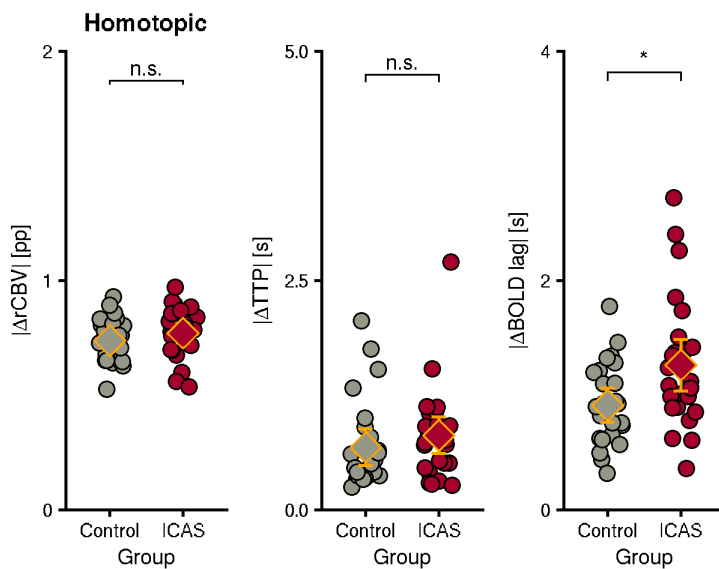 Homotopic
2
n.s.
1
0
|ΔrCBV| [pp]
Control
ICAS
Group
5.0
n.s.
2.5
0.0
|ΔTTP| [s]
Control
ICAS
Group
4
*
2
0
|ΔBOLD lag| [s]
Control
ICAS
Group